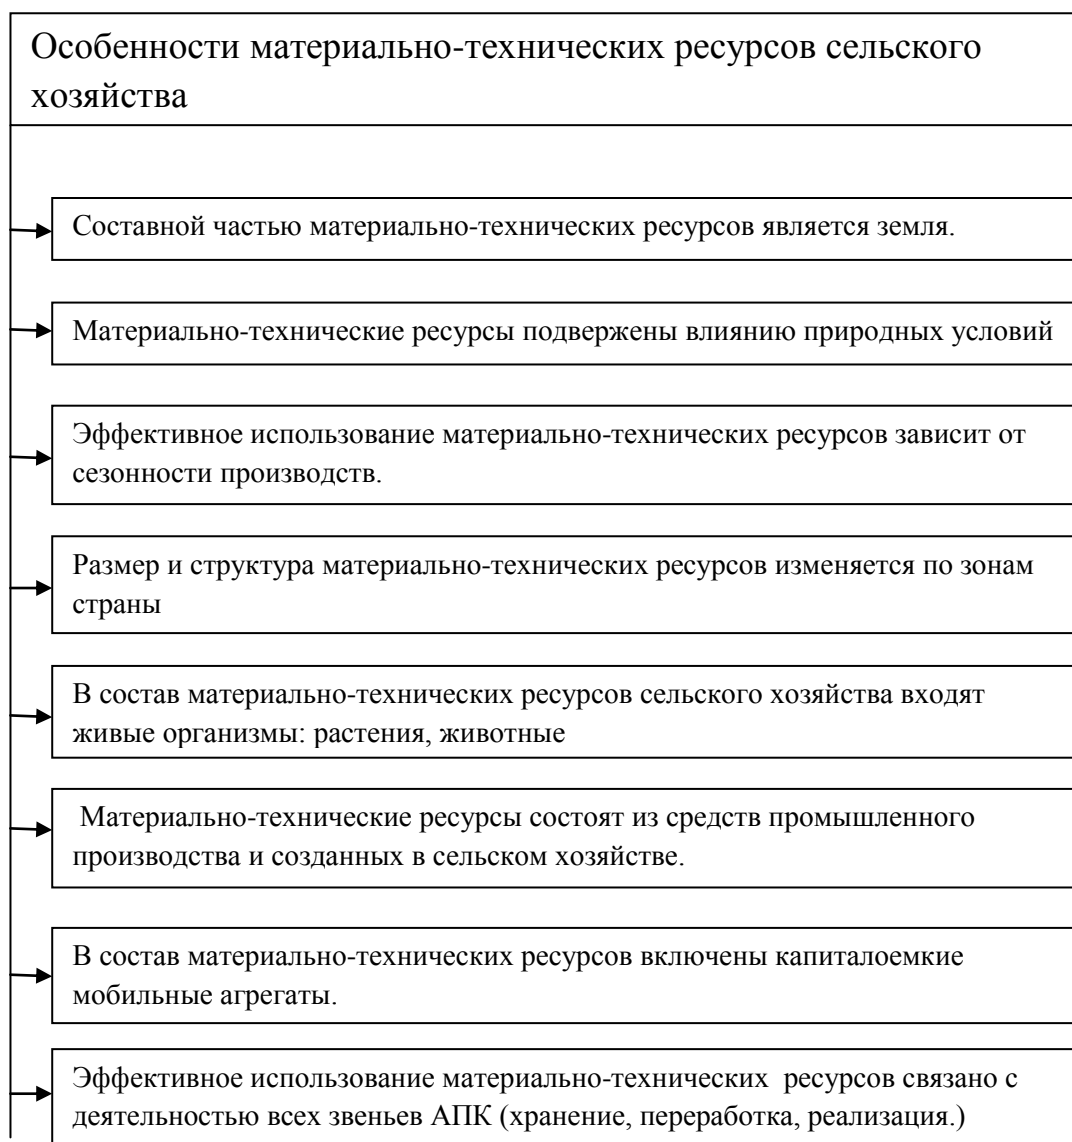 Особенности материально-технических ресурсов сельского
хозяйства
Составной частью материально-технических ресурсов является земля.
Материально-технические ресурсы подвержены влиянию природных условий
Эффективное использование материально-технических ресурсов зависит от
сезонности производств.
Размер и структура материально-технических ресурсов изменяется по зонам
страны
В состав материально-технических ресурсов сельского хозяйства входят
живые организмы: растения, животные
Материально-технические ресурсы состоят из средств промышленного
производства и созданных в сельском хозяйстве.
В состав материально-технических ресурсов включены капиталоемкие
мобильные агрегаты.
Эффективное использование материально-технических ресурсов связано с
деятельностью всех звеньев АПК (хранение, переработка, реализация.)